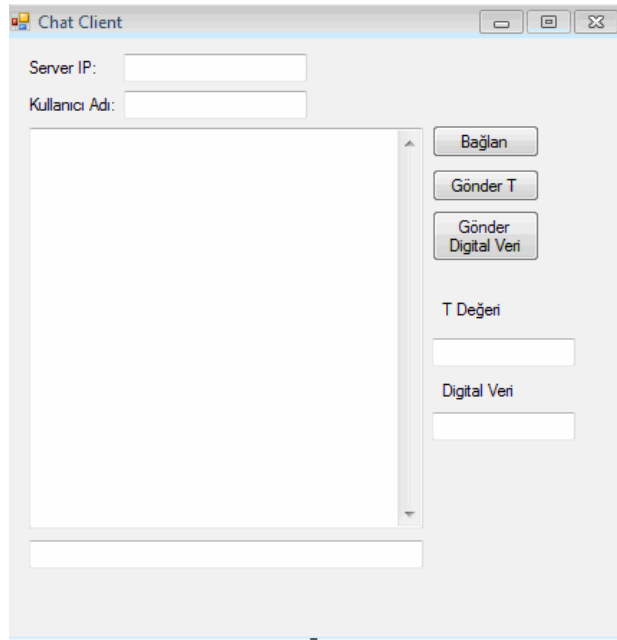 Chat Client
Server IP:
Kullanıcı Adı:
Bağlan
Gönder T
Gönder
Digital Veri
T Değeri
Digital Veri